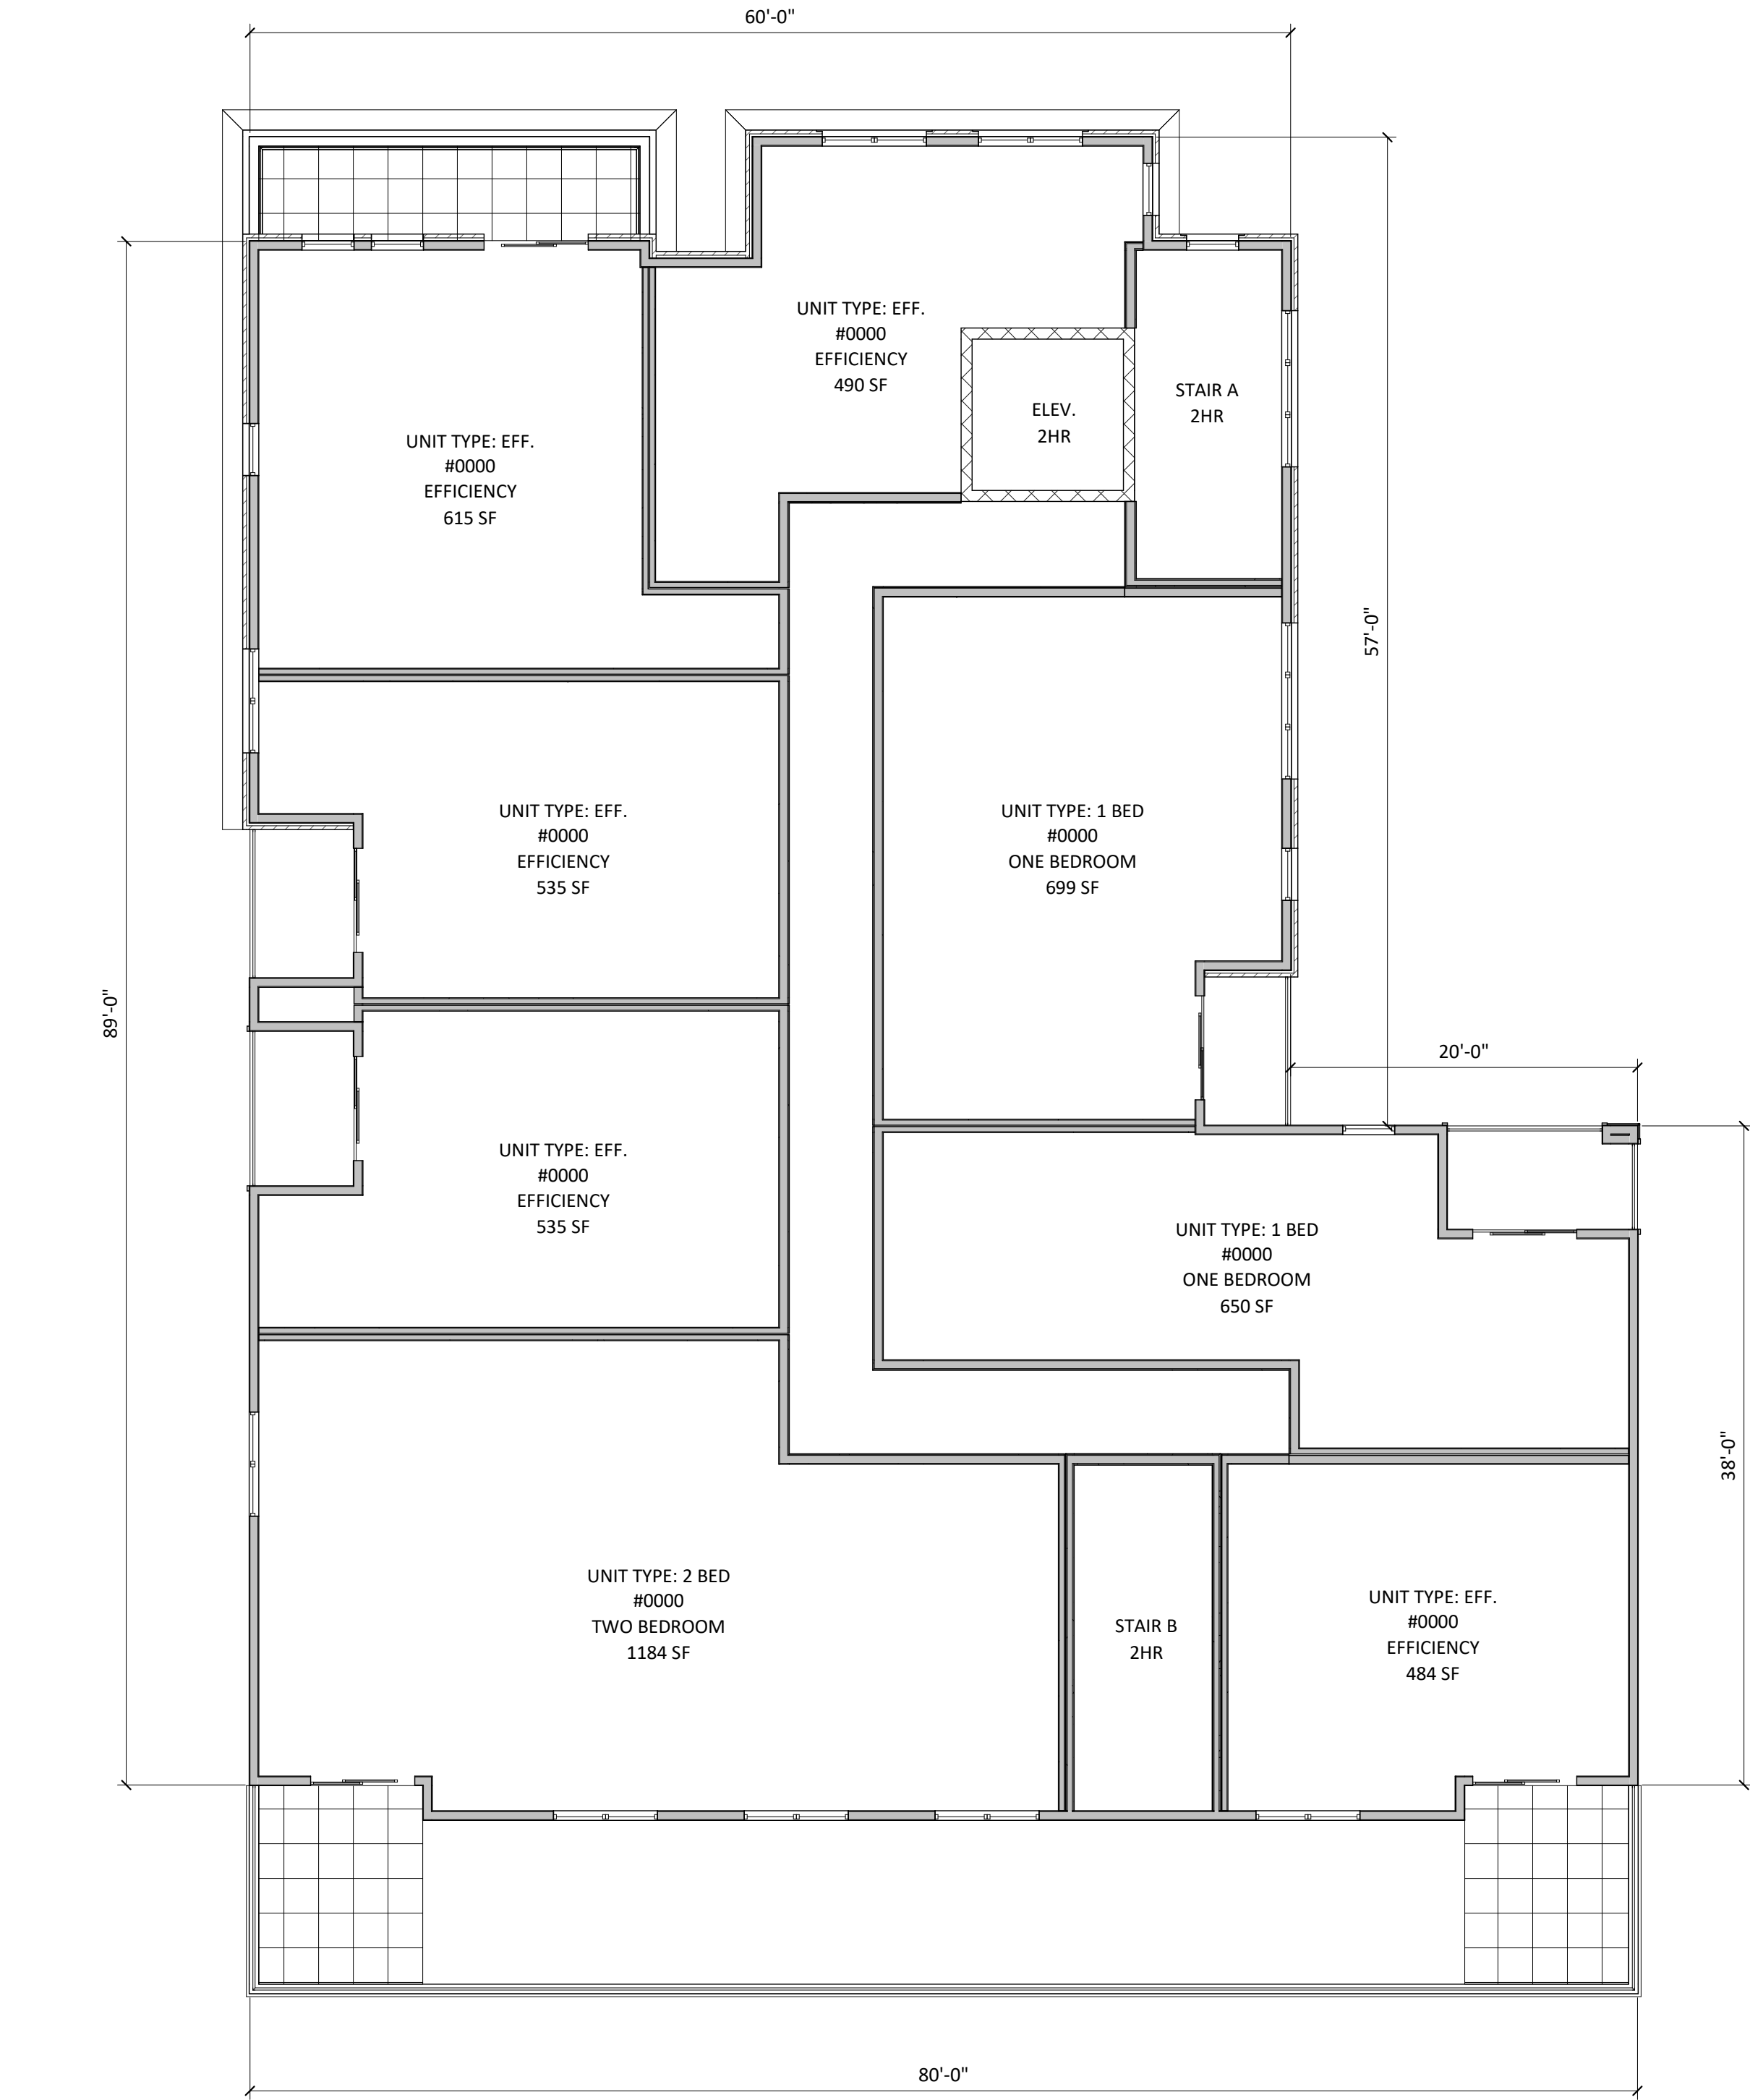 60'-0"
UNIT TYPE: EFF.
#0000
EFFICIENCY
490 SF
ELEV.
2HR
STAIR A
2HR
UNIT TYPE: EFF.
#0000
EFFICIENCY
615 SF
57'-0"
UNIT TYPE: EFF.
#0000
EFFICIENCY
535 SF
UNIT TYPE: 1 BED
#0000
ONE BEDROOM
699 SF
89'-0"
20'-0"
UNIT TYPE: EFF.
#0000
EFFICIENCY
535 SF
UNIT TYPE: 1 BED
#0000
ONE BEDROOM
650 SF
38'-0"
UNIT TYPE: 2 BED
#0000
TWO BEDROOM
1184 SF
STAIR B
2HR
UNIT TYPE: EFF.
#0000
EFFICIENCY
484 SF
80'-0"